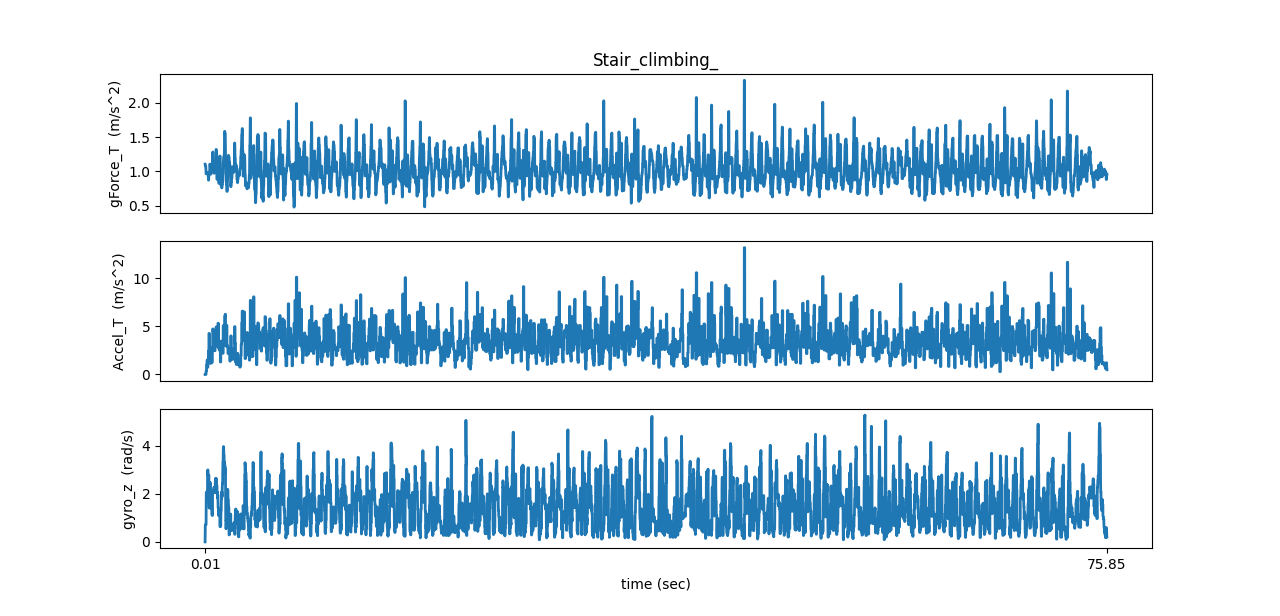 Stair_climbing_
gForce_T (m/s^2)
2.0
1.5
1.0
0.5
Accel_T (m/s^2)
10
5
0
gyro_z (rad/s)
4
2
0
0.01
75.85
time (sec)